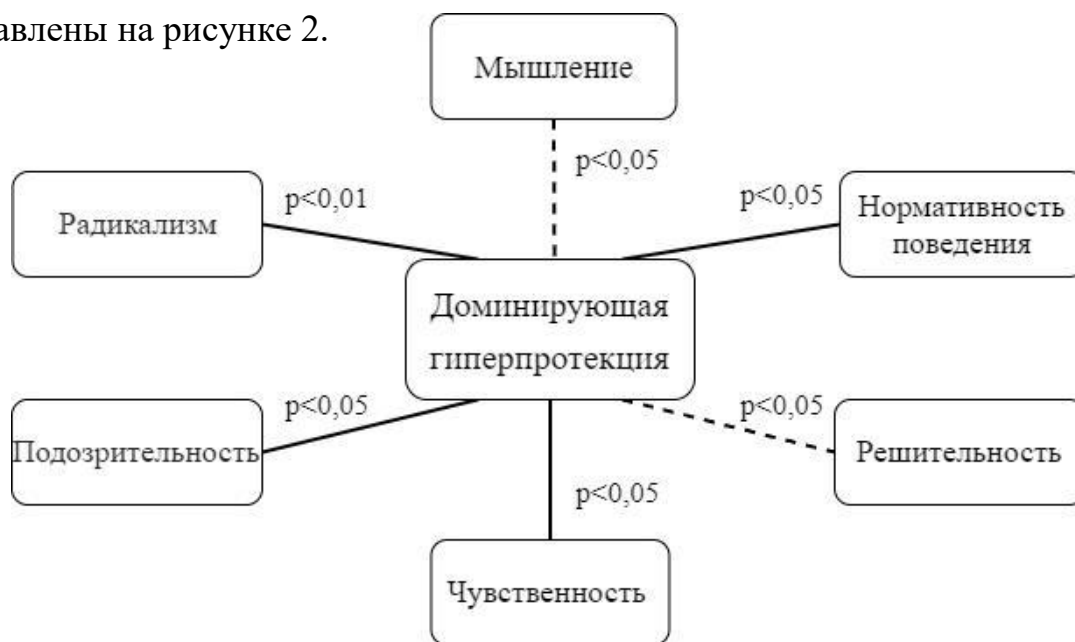 авлены на рисунке 2.
Мышление
p<0,05
Радикализм
p<0,01
p<0,05
Нормативность
поведения
Доминирующая
гиперпротекция
Подозрительность
p<0,05
p<0,05
Решительность
p<0,05
Чувственность